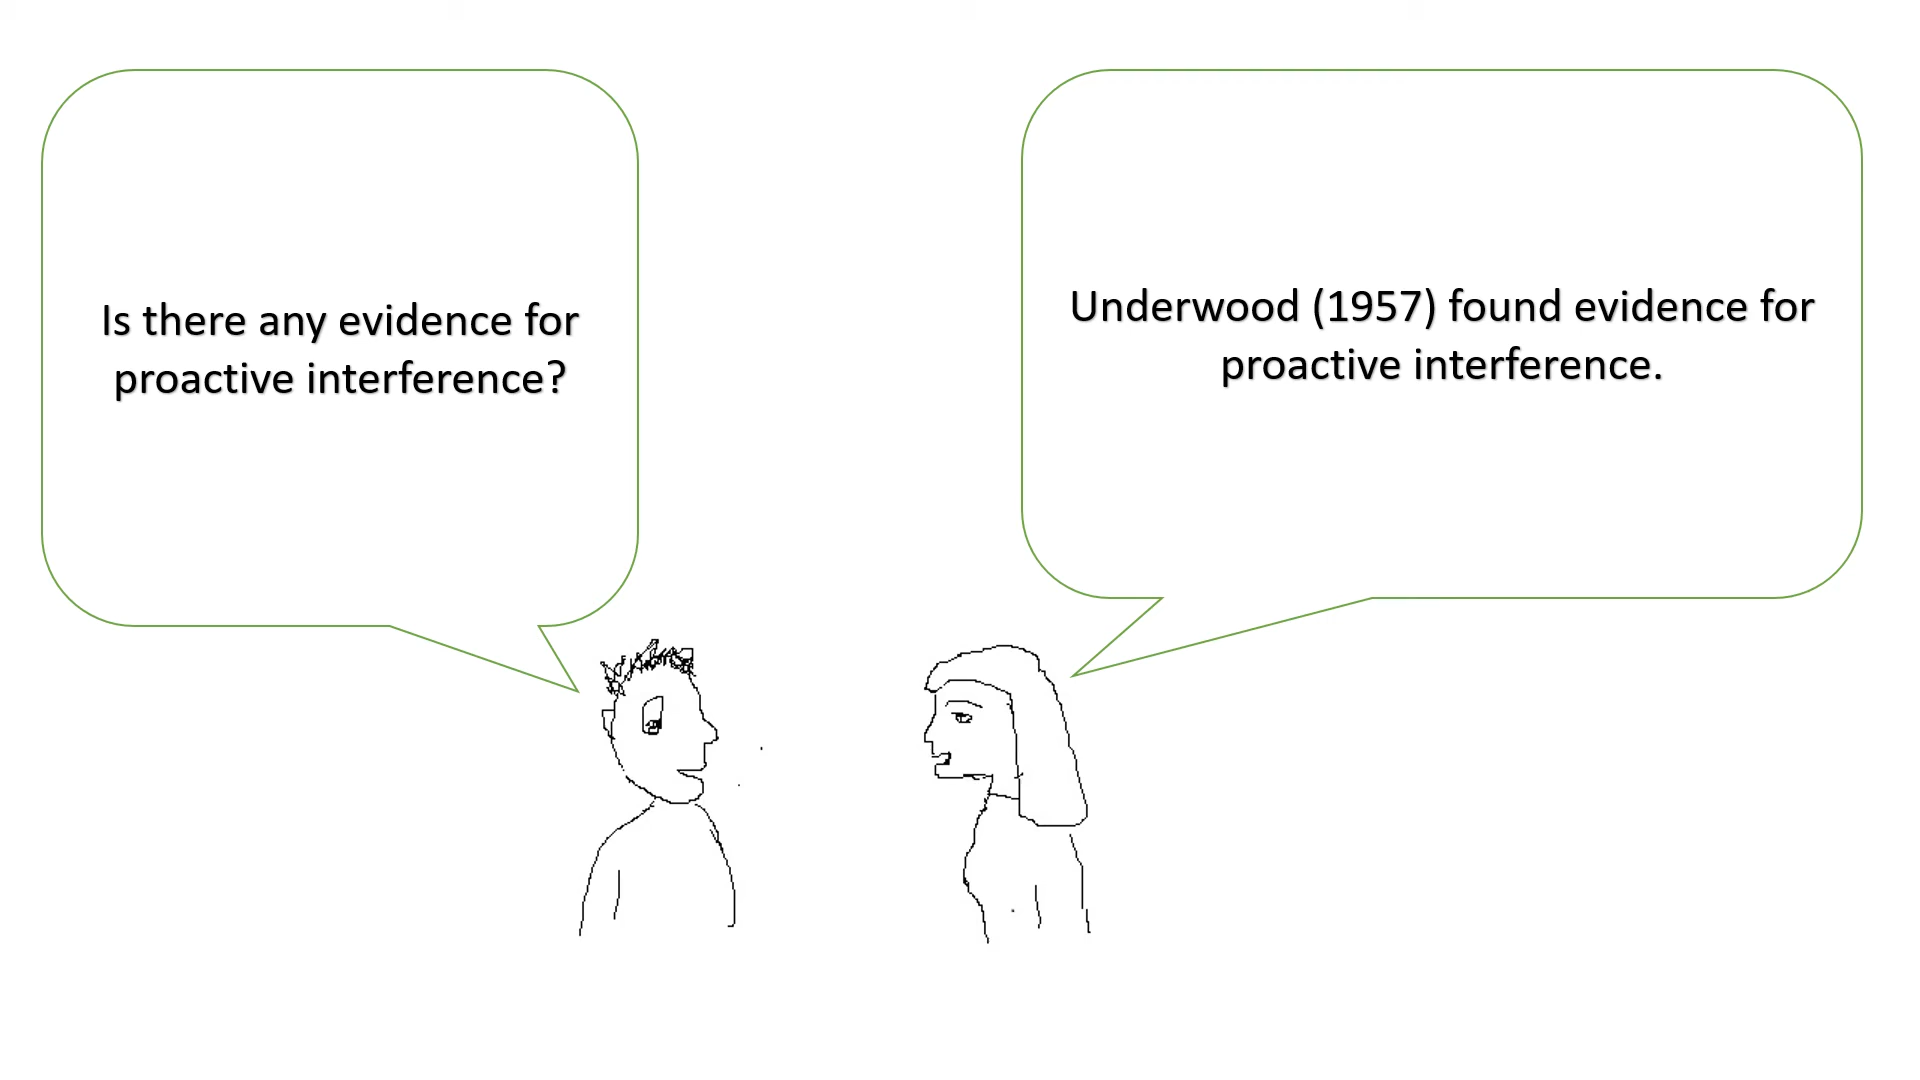 Is there any evidence for
proactive interference?
Underwood (1957) found evidence for
proactive interference.